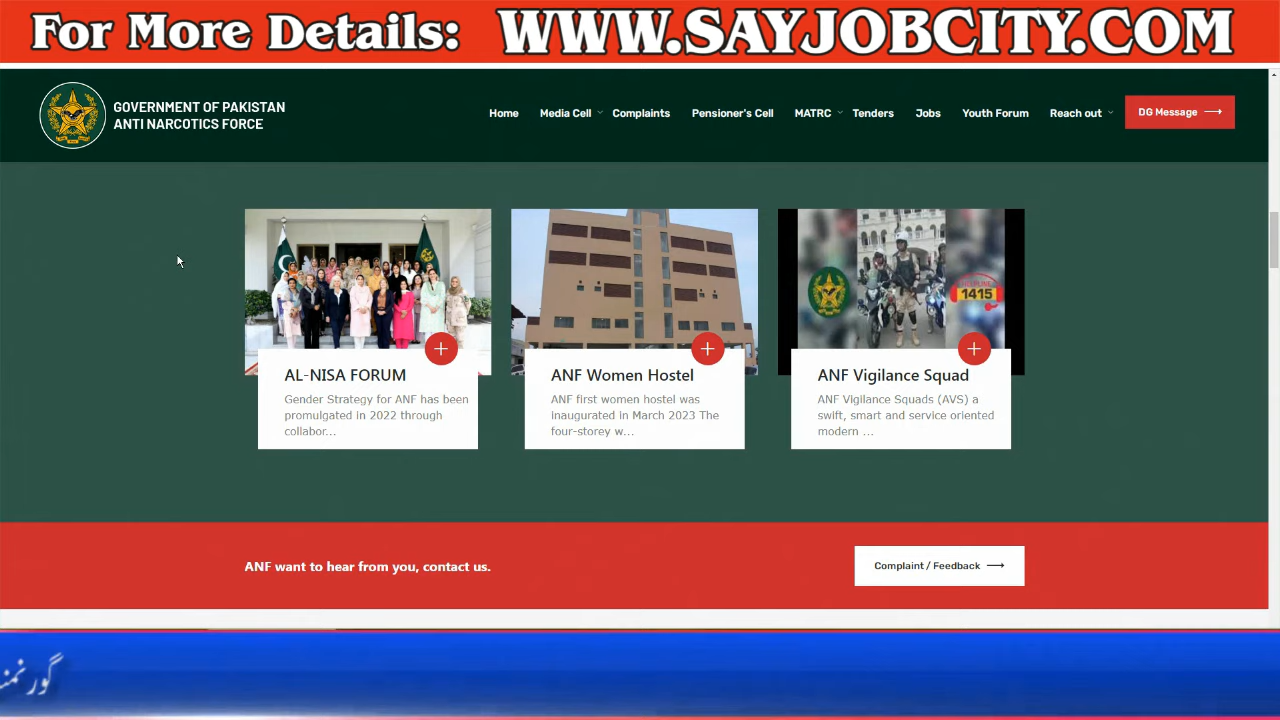 For More Details: WWW.SAYJOBCITY.COM
GOVERNMENT OF PAKISTAN
ANTI NARCOTICS FORCE
Home Media Cell Complaints Pensioner's Cell MATRC Tenders Jobs Youth Forum Reach out DG Message
1415
AL-NISA FORUM
Gender Strategy for ANF has been
promulgated in 2022 through
collabor...
ANF Women Hostel
ANF first women hostel was
inaugurated in March 2023 The
four-storey w...
ANF Vigilance Squad
ANF Vigilance Squads (AVS) a
swift, smart and service oriented
modern ...
ANF want to hear from you, contact us.
Complaint / Feedback